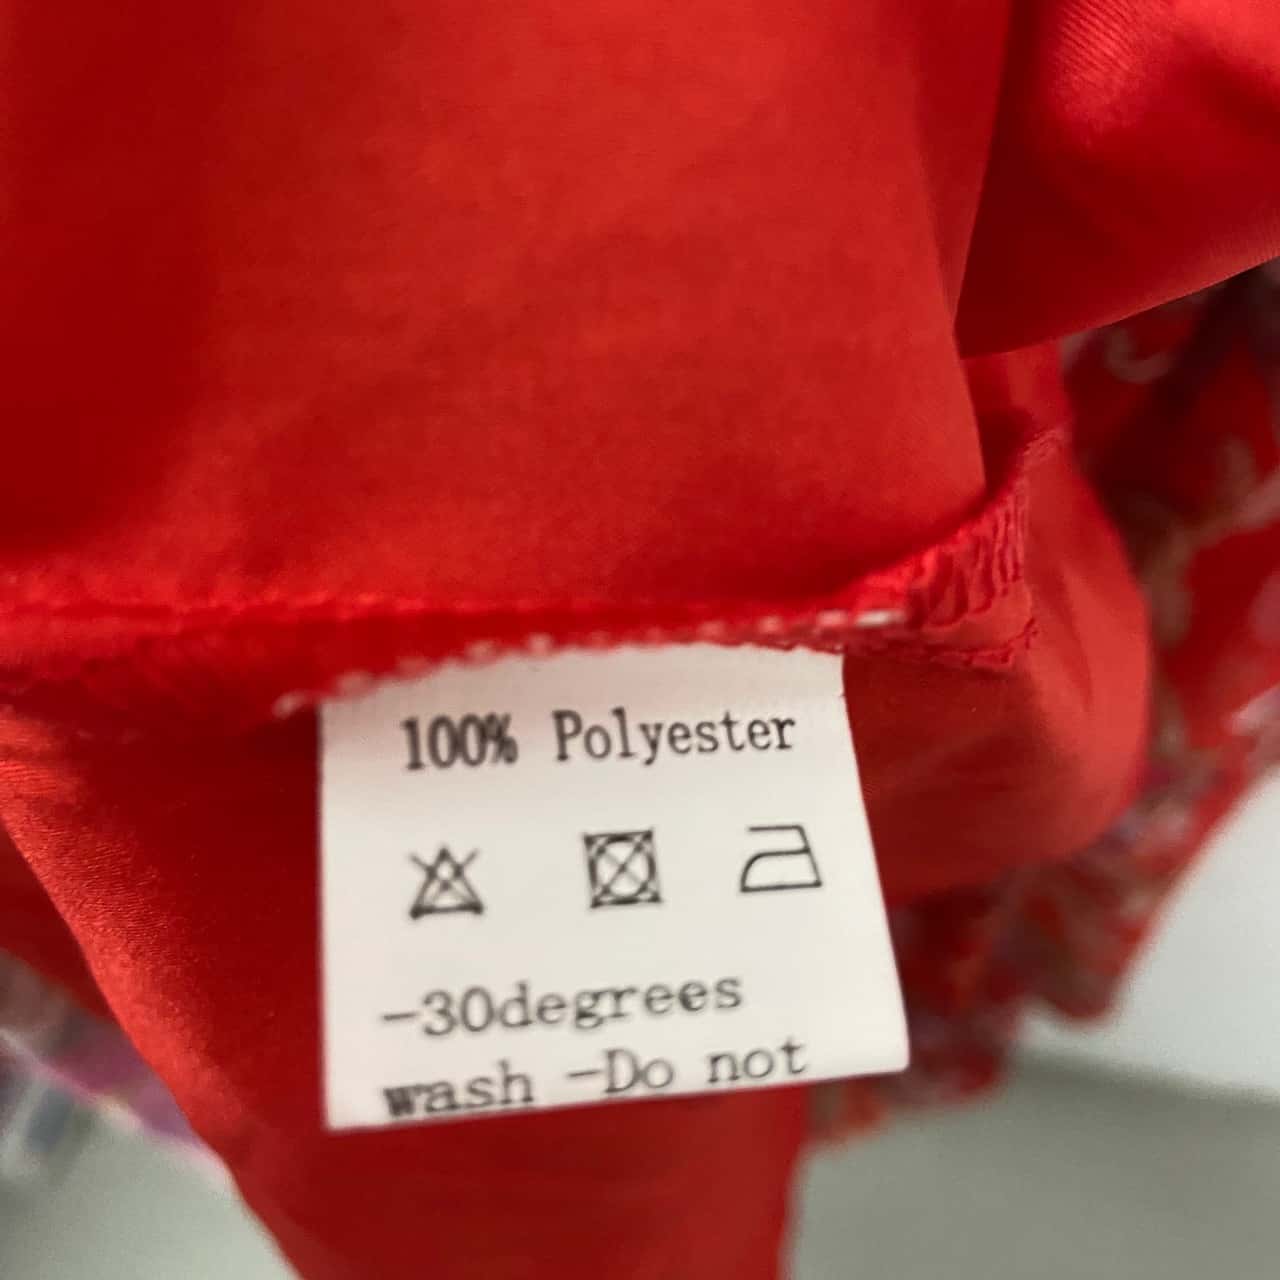 100% Polyester
-30degrees
wash -Do not